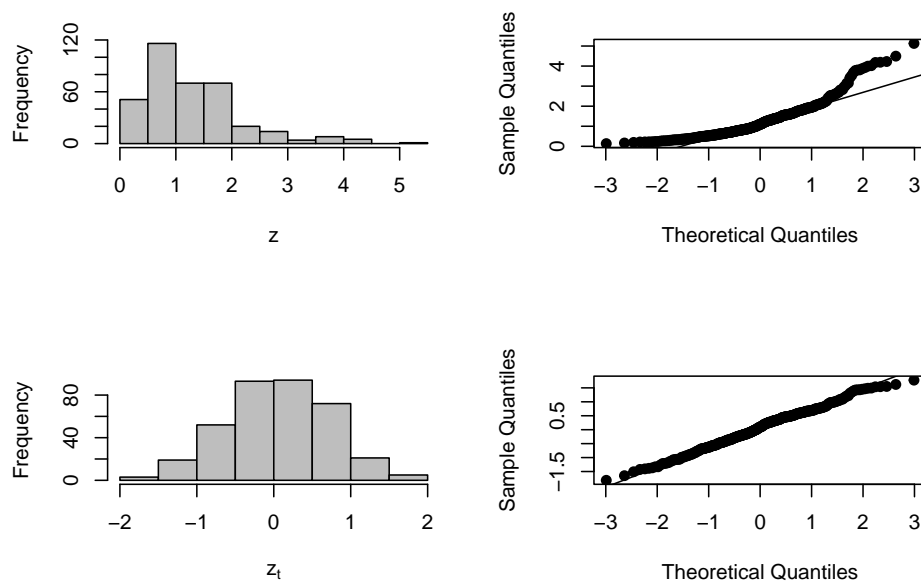 Frequency
0 60 120
0 1 2 3 4 5
z
Sample Quantiles
0 2 4
−3 −2 −1 0 1 2 3
Theoretical Quantiles
Frequency
0 40 80
−2 −1 0 1 2
zt
Sample Quantiles
−1.5 0.5
−3 −2 −1 0 1 2 3
Theoretical Quantiles